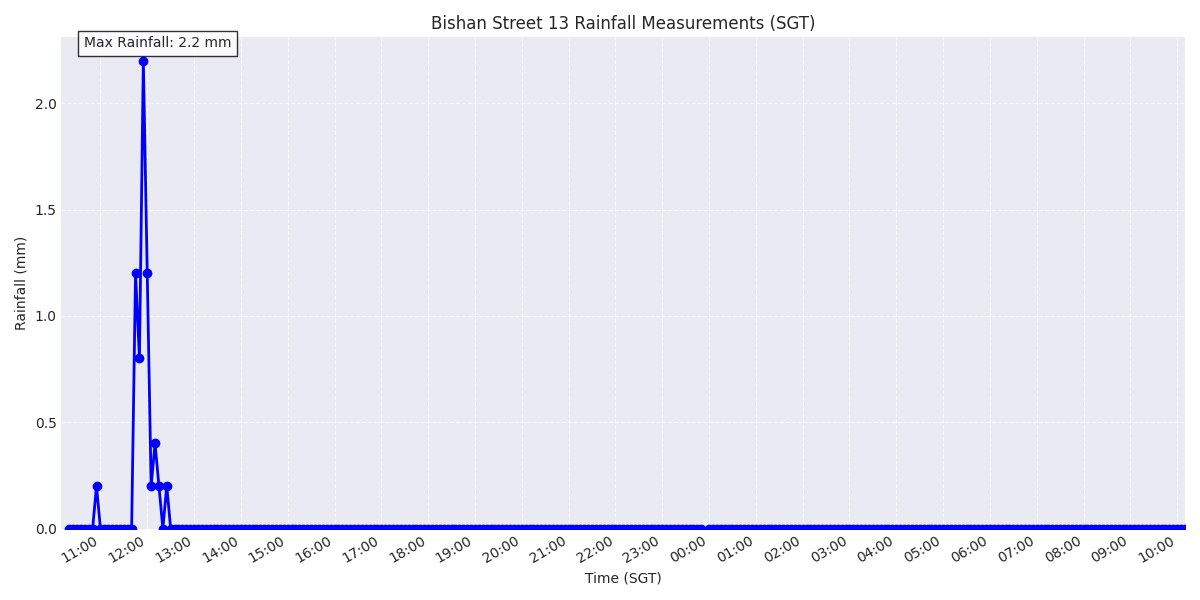 Bishan Street 13 Rainfall Measurements (SGT)
Max Rainfall: 2.2 mm
Rainfall (mm)
2.0
1.5
1.0
0.5
0.0
11:00 12:00 13:00 14:00 15:00 16:00 17:00 18:00 19:00 20:00 21:00 22:00 23:00 00:00 01:00 02:00 03:00 04:00 05:00 06:00 07:00 08:00 09:00 10:00
Time (SGT)